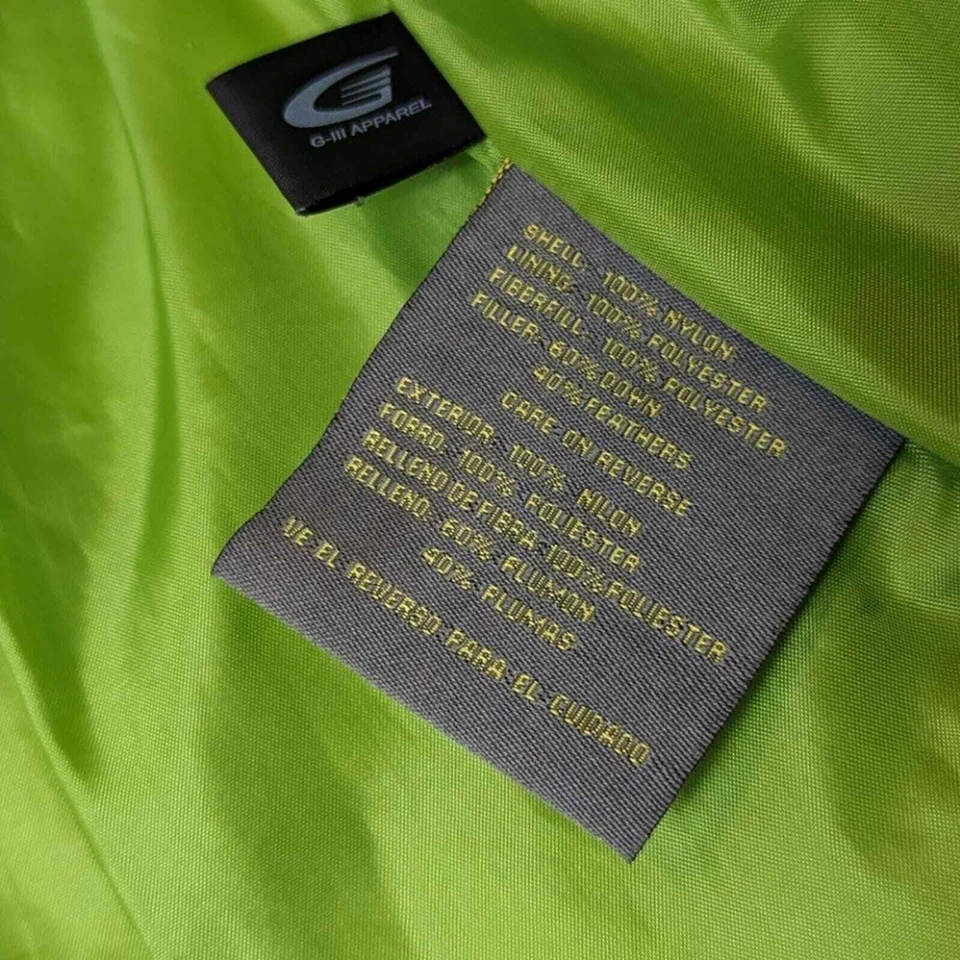 G-III APPAREL
SHELL: 100% NYLON
LINING: 100% POLYESTER
FIBERFILL: 100% POLYESTER
FILLER: 60% DOWN
40% FEATHERS
CARE ON REVERSE
EXTERIOR: 100% NILON
FORRO: 100% POLIESTER
RELLENO DE FIBRA: 100% POLIESTER
RELLENO: 60% PLUMON
40% PLUMAS
VE EL REVERSO PARA EL CUIDADO